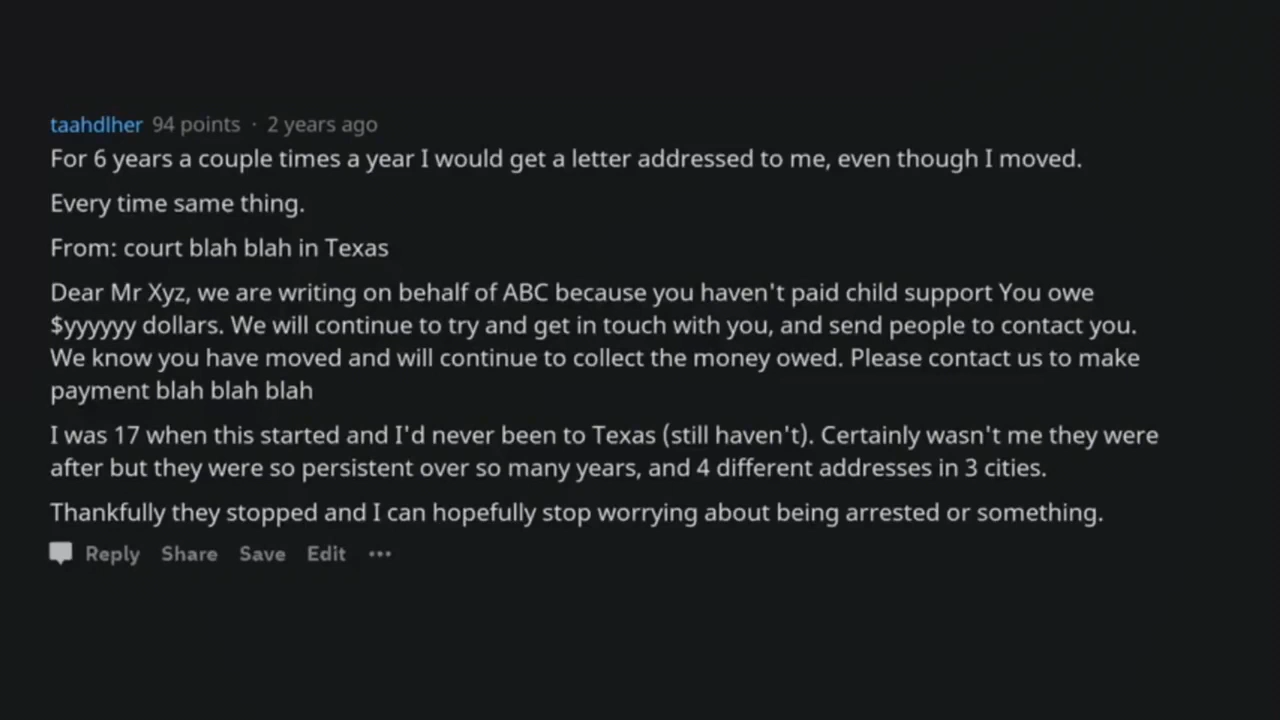 taahdlher 94 points · 2 years ago
For 6 years a couple times a year I would get a letter addressed to me, even though I moved.
Every time same thing.
From: court blah blah in Texas
Dear Mr Xyz, we are writing on behalf of ABC because you haven't paid child support You owe
$yyyyyy dollars. We will continue to try and get in touch with you, and send people to contact you.
We know you have moved and will continue to collect the money owed. Please contact us to make
payment blah blah blah
I was 17 when this started and I'd never been to Texas (still haven't). Certainly wasn't me they were
after but they were so persistent over so many years, and 4 different addresses in 3 cities.
Thankfully they stopped and I can hopefully stop worrying about being arrested or something.
Reply Share Save Edit •••